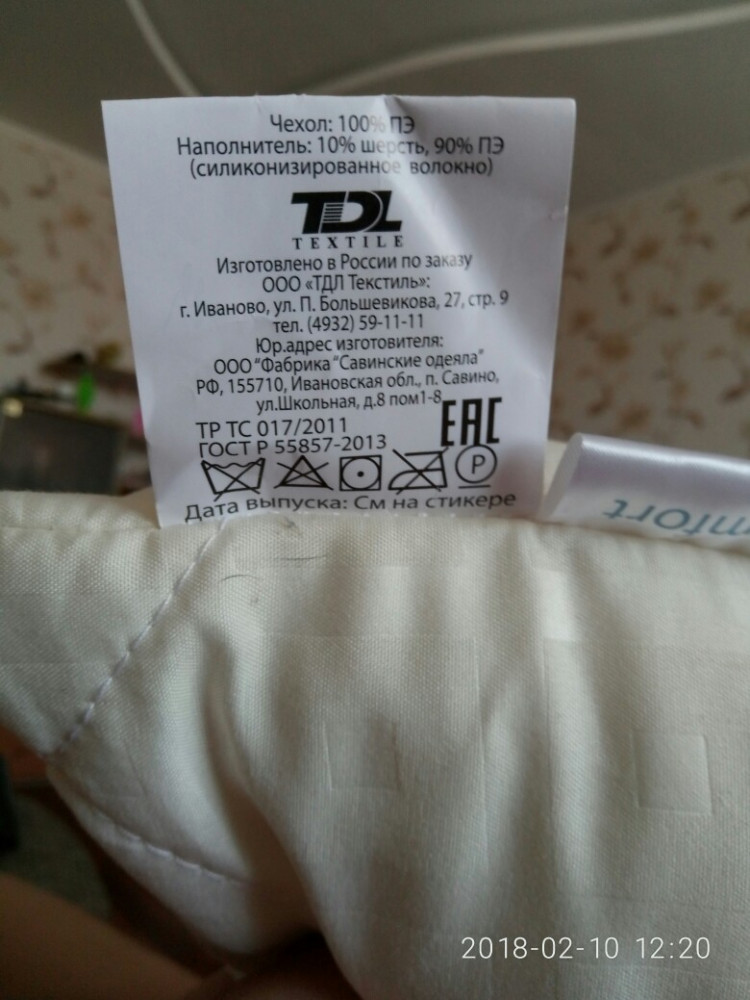 Чехол: 100% ПЭ
Наполнитель: 10% шерсть, 90% ПЭ
(силиконизированное волокно)
TDL
TEXTILE
Изготовлено в России по заказу
ООО «ТДЛ Текстиль»:
г. Иваново, ул. П. Большевикова, 27, стр. 9
тел. (4932) 59-11-11
Юр.адрес изготовителя:
ООО "Фабрика "Савинские одеяла"
РФ, 155710, Ивановская обл., п. Савино,
ул.Школьная, д.8 пом1-8
EAC
ТР ТС 017/2011
ГОСТ Р 55857-2013
P
Дата выпуска: См на стикере
mfort
2018-02-10 12:20